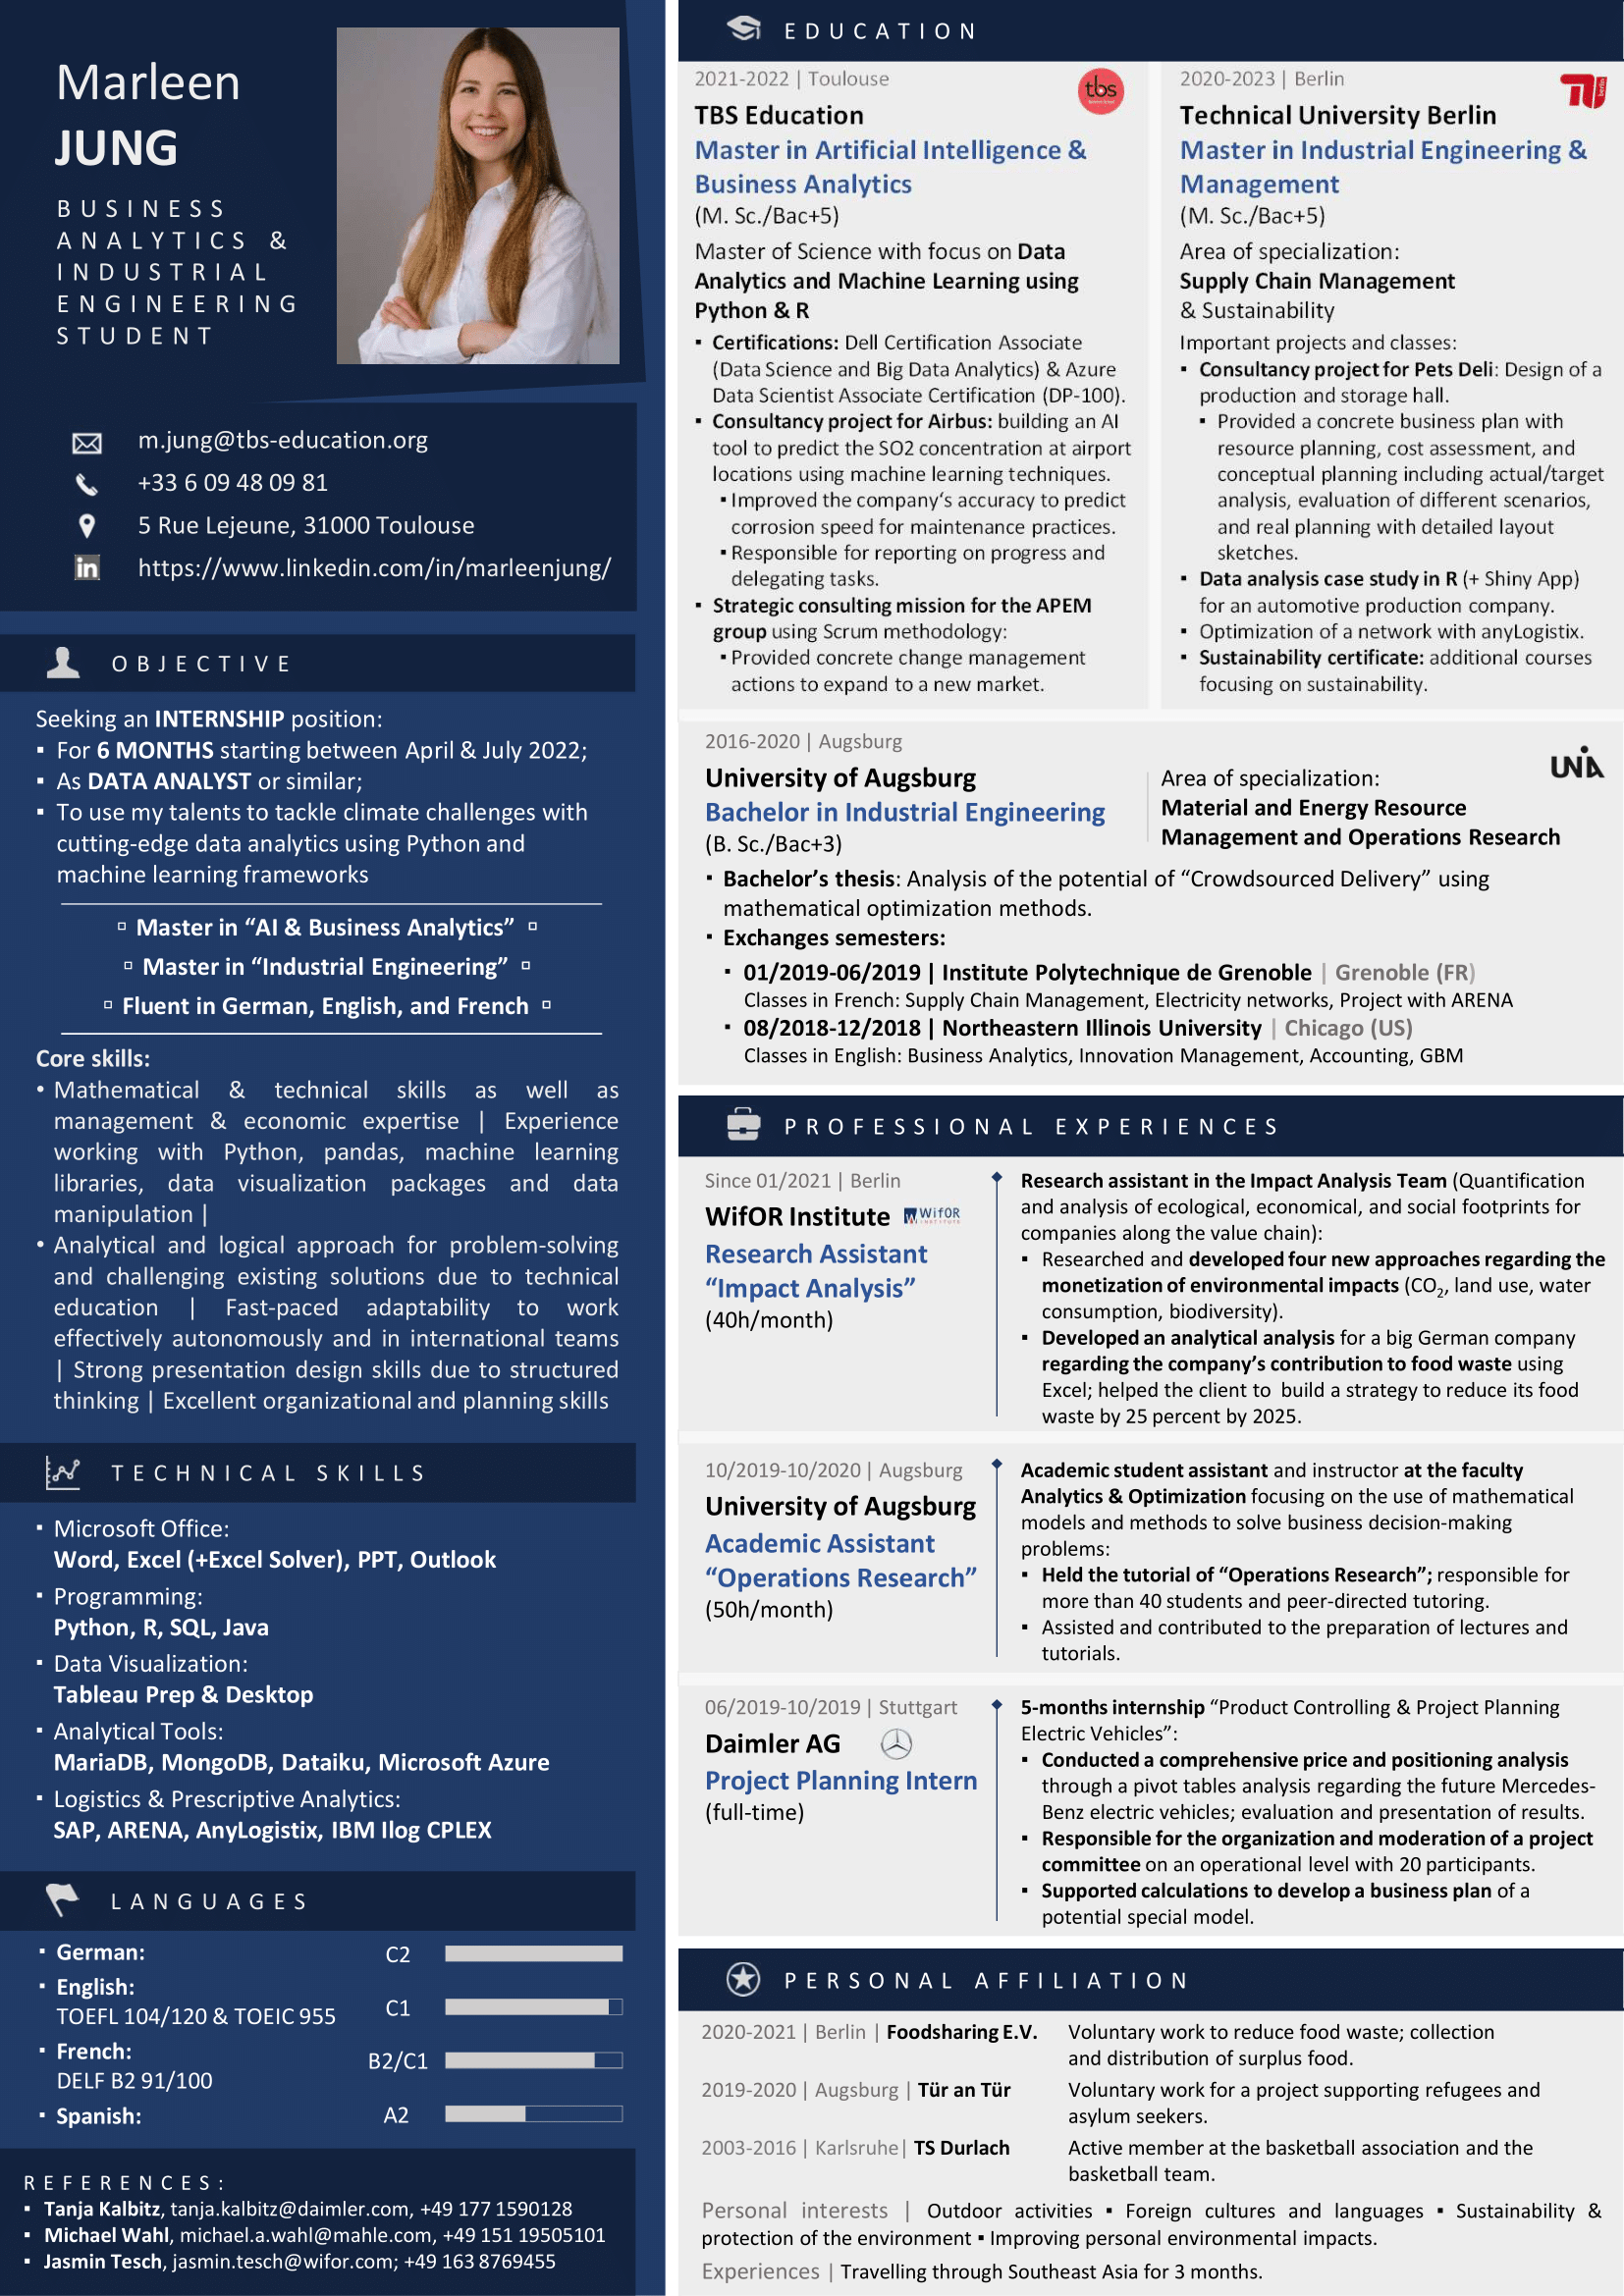 Marleen
JUNG
BUSINESS
ANALYTICS &
INDUSTRIAL
ENGINEERING
STUDENT
m.jung@tbs-education.org
+33 6 09 48 09 81
5 Rue Lejeune, 31000 Toulouse
in https://www.linkedin.com/in/marleenjung/
OBJECTIVE
Seeking an INTERNSHIP position:
▪ For 6 MONTHS starting between April & July 2022;
▪ As DATA ANALYST or similar;
▪ To use my talents to tackle climate challenges with
cutting-edge data analytics using Python and
machine learning frameworks
▫ Master in “AI & Business Analytics” ▫
▫ Master in “Industrial Engineering” ▫
▫ Fluent in German, English, and French ▫
Core skills:
• Mathematical & technical skills as well as
management & economic expertise | Experience
working with Python, pandas, machine learning
libraries, data visualization packages and data
manipulation |
• Analytical and logical approach for problem-solving
and challenging existing solutions due to technical
education | Fast-paced adaptability to work
effectively autonomously and in international teams
| Strong presentation design skills due to structured
thinking | Excellent organizational and planning skills
TECHNICAL SKILLS
▪ Microsoft Office:
Word, Excel (+Excel Solver), PPT, Outlook
▪ Programming:
Python, R, SQL, Java
▪ Data Visualization:
Tableau Prep & Desktop
▪ Analytical Tools:
MariaDB, MongoDB, Dataiku, Microsoft Azure
▪ Logistics & Prescriptive Analytics:
SAP, ARENA, AnyLogistix, IBM Ilog CPLEX
LANGUAGES
▪ German: C2
▪ English:
TOEFL 104/120 & TOEIC 955 C1
▪ French: B2/C1
DELF B2 91/100
▪ Spanish: A2
REFERENCES:
▪ Tanja Kalbitz, tanja.kalbitz@daimler.com, +49 177 1590128
▪ Michael Wahl, michael.a.wahl@mahle.com, +49 151 19505101
▪ Jasmin Tesch, jasmin.tesch@wifor.com; +49 163 8769455
EDUCATION
2021-2022 | Toulouse
tbs
TBS Education
Master in Artificial Intelligence &
Business Analytics
(M. Sc./Bac+5)
Master of Science with focus on Data
Analytics and Machine Learning using
Python & R
▪ Certifications: Dell Certification Associate
(Data Science and Big Data Analytics) & Azure
Data Scientist Associate Certification (DP-100).
▪ Consultancy project for Airbus: building an AI
tool to predict the SO2 concentration at airport
locations using machine learning techniques.
▪ Improved the company‘s accuracy to predict
corrosion speed for maintenance practices.
▪ Responsible for reporting on progress and
delegating tasks.
▪ Strategic consulting mission for the APEM
group using Scrum methodology:
▪ Provided concrete change management
actions to expand to a new market.
2020-2023 | Berlin
TU berlin
Technical University Berlin
Master in Industrial Engineering &
Management
(M. Sc./Bac+5)
Area of specialization:
Supply Chain Management
& Sustainability
Important projects and classes:
▪ Consultancy project for Pets Deli: Design of a
production and storage hall.
▪ Provided a concrete business plan with
resource planning, cost assessment, and
conceptual planning including actual/target
analysis, evaluation of different scenarios,
and real planning with detailed layout
sketches.
▪ Data analysis case study in R (+ Shiny App)
for an automotive production company.
▪ Optimization of a network with anyLogistix.
▪ Sustainability certificate: additional courses
focusing on sustainability.
2016-2020 | Augsburg
University of Augsburg
Bachelor in Industrial Engineering
(B. Sc./Bac+3)
Area of specialization:
Material and Energy Resource
Management and Operations Research
UNIA
▪ Bachelor’s thesis: Analysis of the potential of “Crowdsourced Delivery” using
mathematical optimization methods.
▪ Exchanges semesters:
▪ 01/2019-06/2019 | Institute Polytechnique de Grenoble | Grenoble (FR)
Classes in French: Supply Chain Management, Electricity networks, Project with ARENA
▪ 08/2018-12/2018 | Northeastern Illinois University | Chicago (US)
Classes in English: Business Analytics, Innovation Management, Accounting, GBM
PROFESSIONAL EXPERIENCES
Since 01/2021 | Berlin
WifOR Institute
WifOR INSTITUTE
Research Assistant
“Impact Analysis”
(40h/month)
Research assistant in the Impact Analysis Team (Quantification
and analysis of ecological, economical, and social footprints for
companies along the value chain):
▪ Researched and developed four new approaches regarding the
monetization of environmental impacts (CO₂, land use, water
consumption, biodiversity).
▪ Developed an analytical analysis for a big German company
regarding the company’s contribution to food waste using
Excel; helped the client to build a strategy to reduce its food
waste by 25 percent by 2025.
10/2019-10/2020 | Augsburg
University of Augsburg
Academic Assistant
“Operations Research”
(50h/month)
Academic student assistant and instructor at the faculty
Analytics & Optimization focusing on the use of mathematical
models and methods to solve business decision-making
problems:
▪ Held the tutorial of “Operations Research”; responsible for
more than 40 students and peer-directed tutoring.
▪ Assisted and contributed to the preparation of lectures and
tutorials.
06/2019-10/2019 | Stuttgart
Daimler AG
Project Planning Intern
(full-time)
5-months internship “Product Controlling & Project Planning
Electric Vehicles”:
▪ Conducted a comprehensive price and positioning analysis
through a pivot tables analysis regarding the future Mercedes-
Benz electric vehicles; evaluation and presentation of results.
▪ Responsible for the organization and moderation of a project
committee on an operational level with 20 participants.
▪ Supported calculations to develop a business plan of a
potential special model.
PERSONAL AFFILIATION
2020-2021 | Berlin | Foodsharing E.V. Voluntary work to reduce food waste; collection
and distribution of surplus food.
2019-2020 | Augsburg | Tür an Tür Voluntary work for a project supporting refugees and
asylum seekers.
2003-2016 | Karlsruhe| TS Durlach Active member at the basketball association and the
basketball team.
Personal interests | Outdoor activities ▪ Foreign cultures and languages ▪ Sustainability &
protection of the environment ▪ Improving personal environmental impacts.
Experiences | Travelling through Southeast Asia for 3 months.